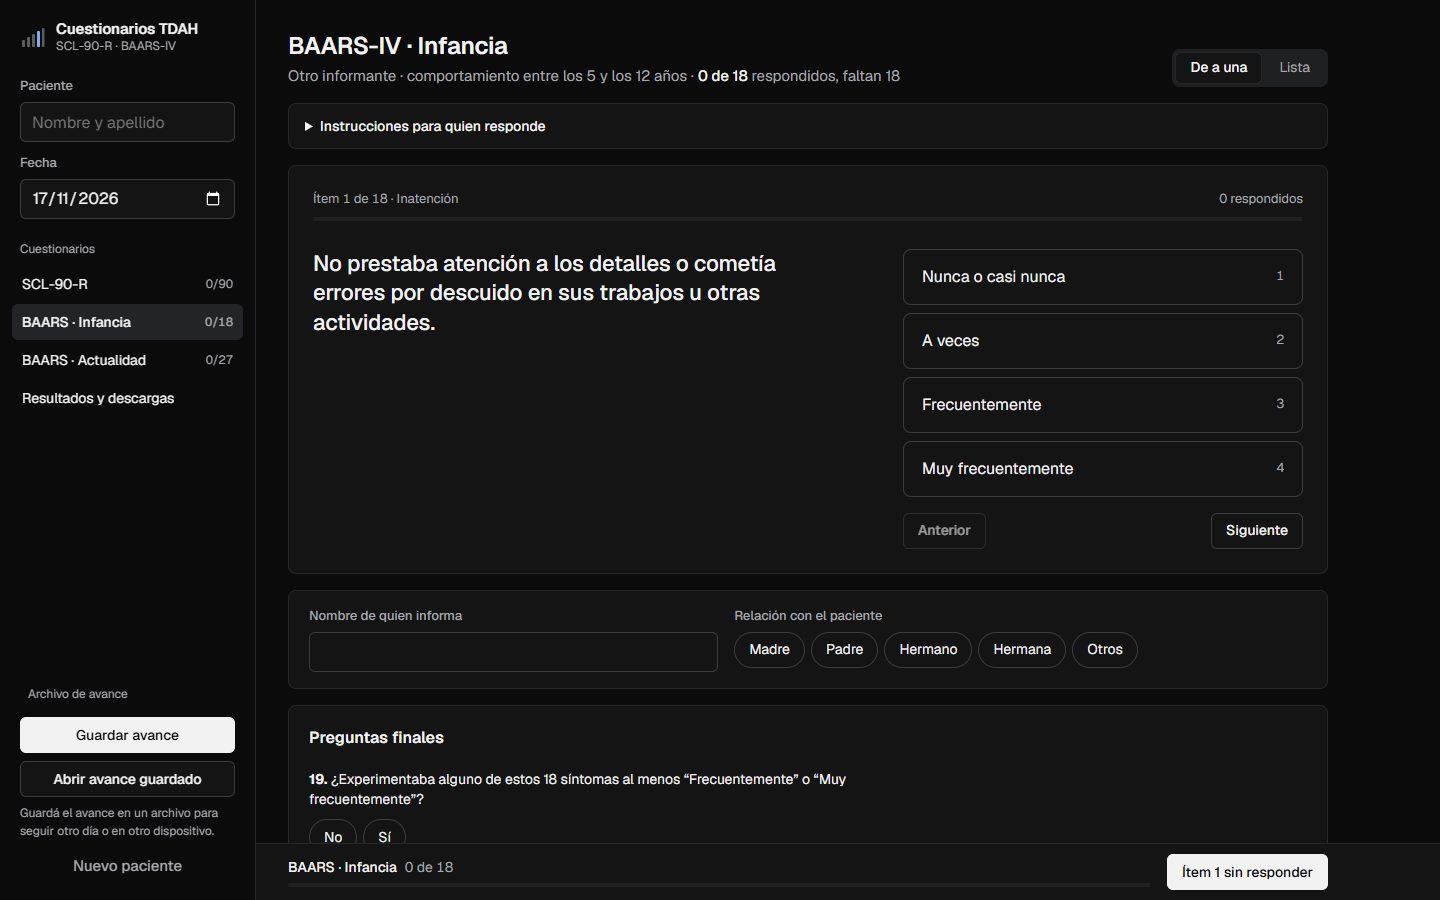 Cuestionarios TDAH
SCL-90-R · BAARS-IV
Paciente
Nombre y apellido
Fecha
17/11/2026
Cuestionarios
SCL-90-R 0/90
BAARS · Infancia 0/18
BAARS · Actualidad 0/27
Resultados y descargas
Archivo de avance
Guardar avance
Abrir avance guardado
Guardá el avance en un archivo para
seguir otro día o en otro dispositivo.
Nuevo paciente
BAARS-IV · Infancia
Otro informante · comportamiento entre los 5 y los 12 años · 0 de 18 respondidos, faltan 18
De a una Lista
Instrucciones para quien responde
Ítem 1 de 18 · Inatención 0 respondidos
No prestaba atención a los detalles o cometía
errores por descuido en sus trabajos u otras
actividades.
Nunca o casi nunca 1
A veces 2
Frecuentemente 3
Muy frecuentemente 4
Anterior Siguiente
Nombre de quien informa
Relación con el paciente
Madre Padre Hermano Hermana Otros
Preguntas finales
19. ¿Experimentaba alguno de estos 18 síntomas al menos “Frecuentemente” o “Muy
frecuentemente”?
No Sí
BAARS · Infancia 0 de 18
Ítem 1 sin responder